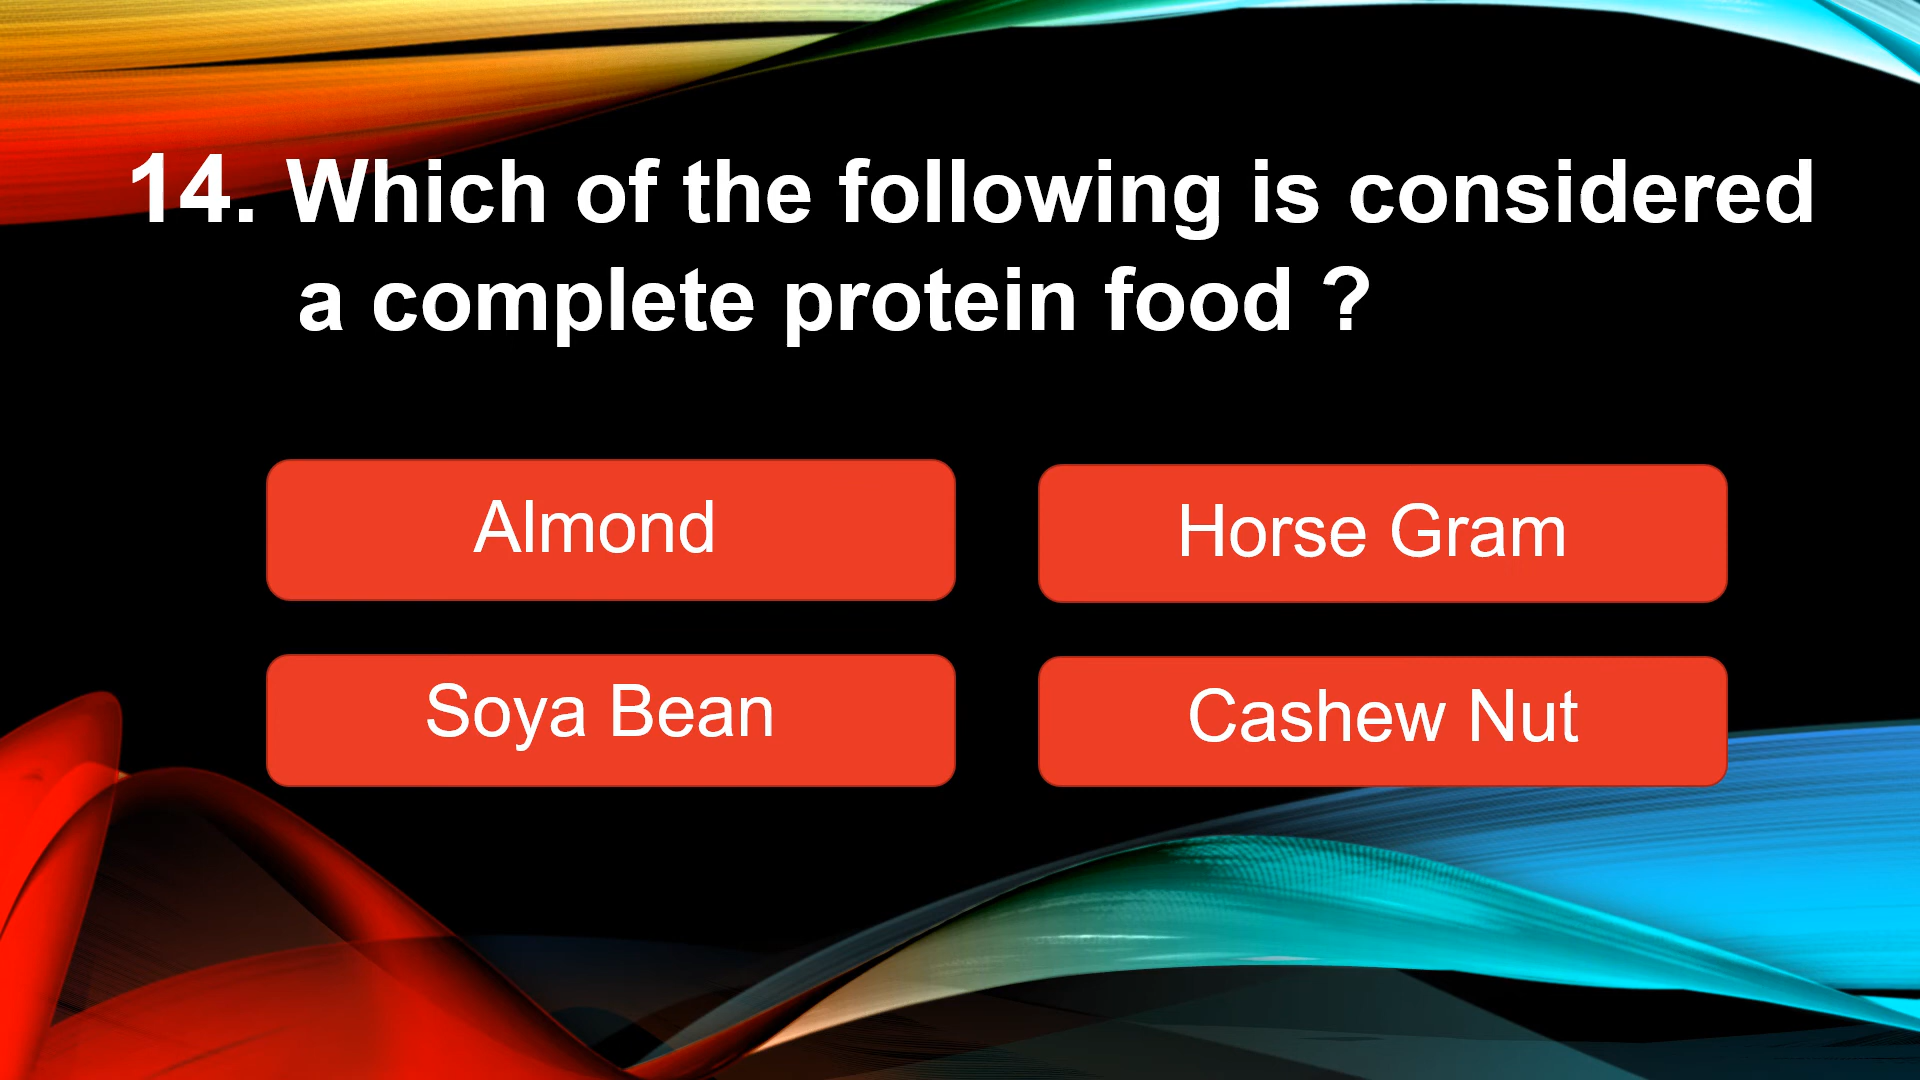 14. Which of the following is considered
a complete protein food ?
Almond
Horse Gram
Soya Bean
Cashew Nut